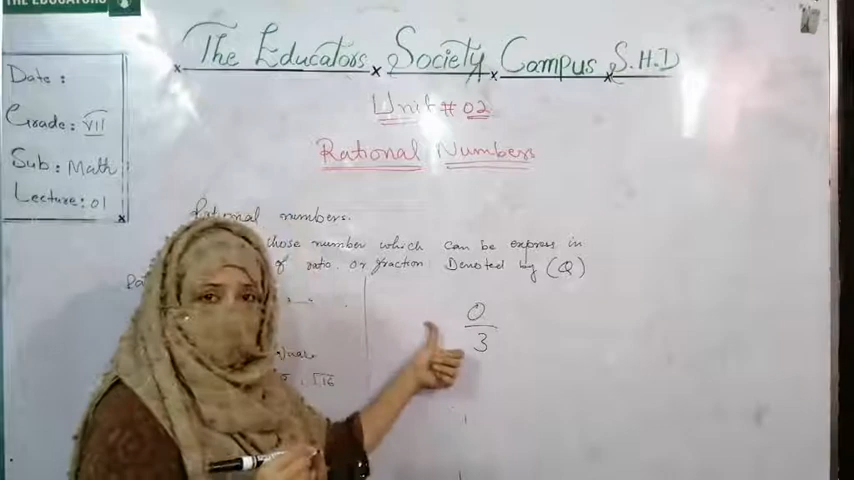 THE EDUCATORS
The Educators Society Campus S.H.D
Date :
Grade: VII
Sub: Math
Lecture: 01
Unit # 02
Rational Numbers
Rational numbers.
those number which can be express in
of ratio. Or fraction. Denoted by (Q)
0
3
√16